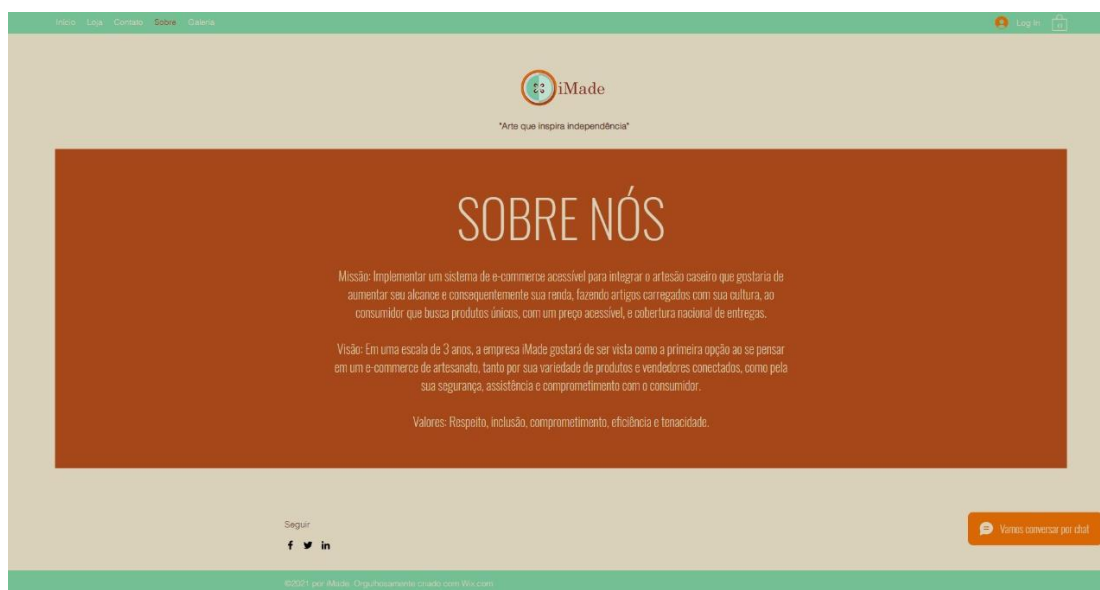 Início Loja Contato Sobre Galeria
Log In
iMade
"Arte que inspira independência"
SOBRE NÓS
Missão: Implementar um sistema de e-commerce acessível para integrar o artesão caseiro que gostaria de
aumentar seu alcance e consequentemente sua renda, fazendo artigos carregados com sua cultura, ao
consumidor que busca produtos únicos, com um preço acessível, e cobertura nacional de entregas.
Visão: Em uma escala de 3 anos, a empresa iMade gostará de ser vista como a primeira opção ao se pensar
em um e-commerce de artesanato, tanto por sua variedade de produtos e vendedores conectados, como pela
sua segurança, assistência e comprometimento com o consumidor.
Valores: Respeito, inclusão, comprometimento, eficiência e tenacidade.
Seguir
Vamos conversar por chat
©2021 por iMade. Orgulhosamente criado com Wix.com